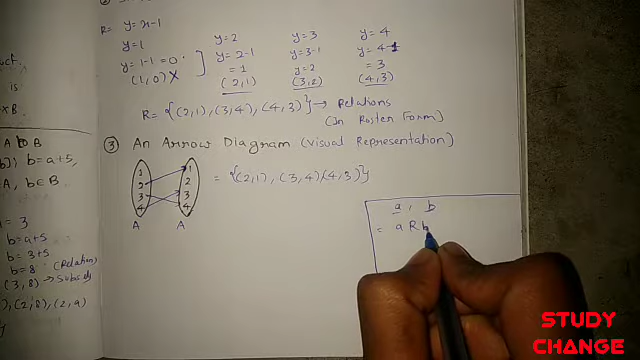 R= y=x-1
y=1
y=1-1=0
(1,0) X
y=2
y=2-1
=1
(2,1)
y=3
y=3-1
y=2
(3,2)
y=4
y=4-1
=3
(4,3)
R={(2,1),(3,4),(4,3)} → Relations
(In Roster Form)
③ An Arrow Diagram (Visual Representation)
1
2
3
4
A
1
2
3
4
A
= {(2,1),(3,4)(4,3)}
a, b
= a R b
is
×B.
A to B
b=a+5,
A, b∈B
a=3
b=a+5
b=3+5
b=8 (Relation)
(3,8) → Subset
,(2,8),(2,9)
STUDY
CHANGE